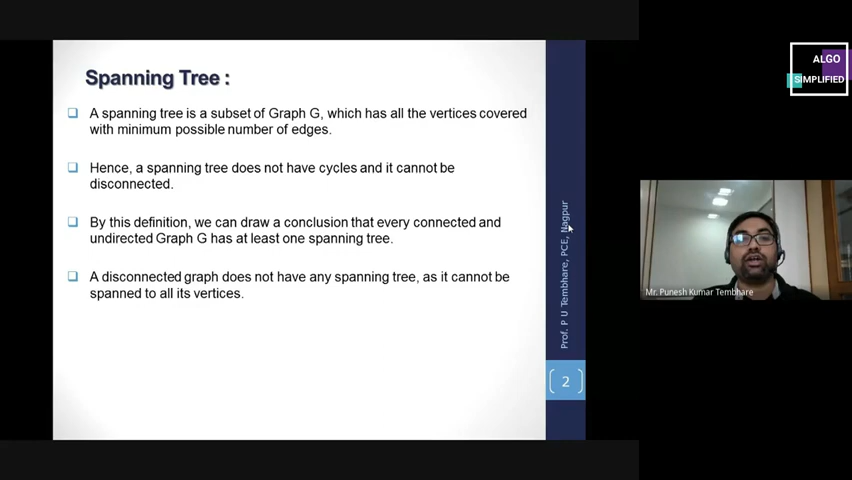 Spanning Tree :
A spanning tree is a subset of Graph G, which has all the vertices covered
with minimum possible number of edges.
Hence, a spanning tree does not have cycles and it cannot be
disconnected.
By this definition, we can draw a conclusion that every connected and
undirected Graph G has at least one spanning tree.
A disconnected graph does not have any spanning tree, as it cannot be
spanned to all its vertices.
Prof. P U Tembhare, PCE, Nagpur
2
ALGO
SIMPLIFIED
Mr. Punesh Kumar Tembhare